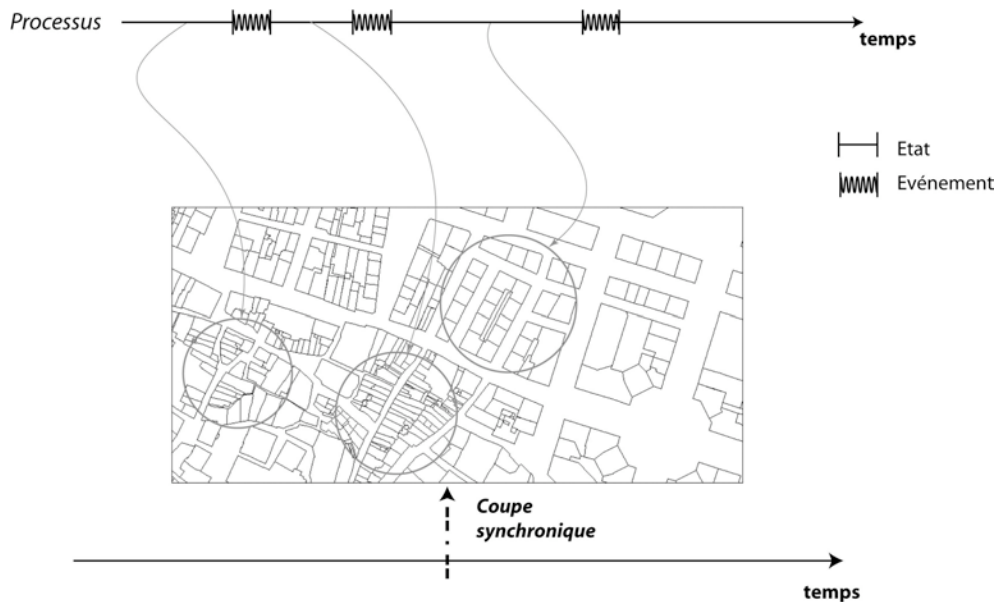 Processus
temps
Etat
Evénement
Coupe
synchronique
temps